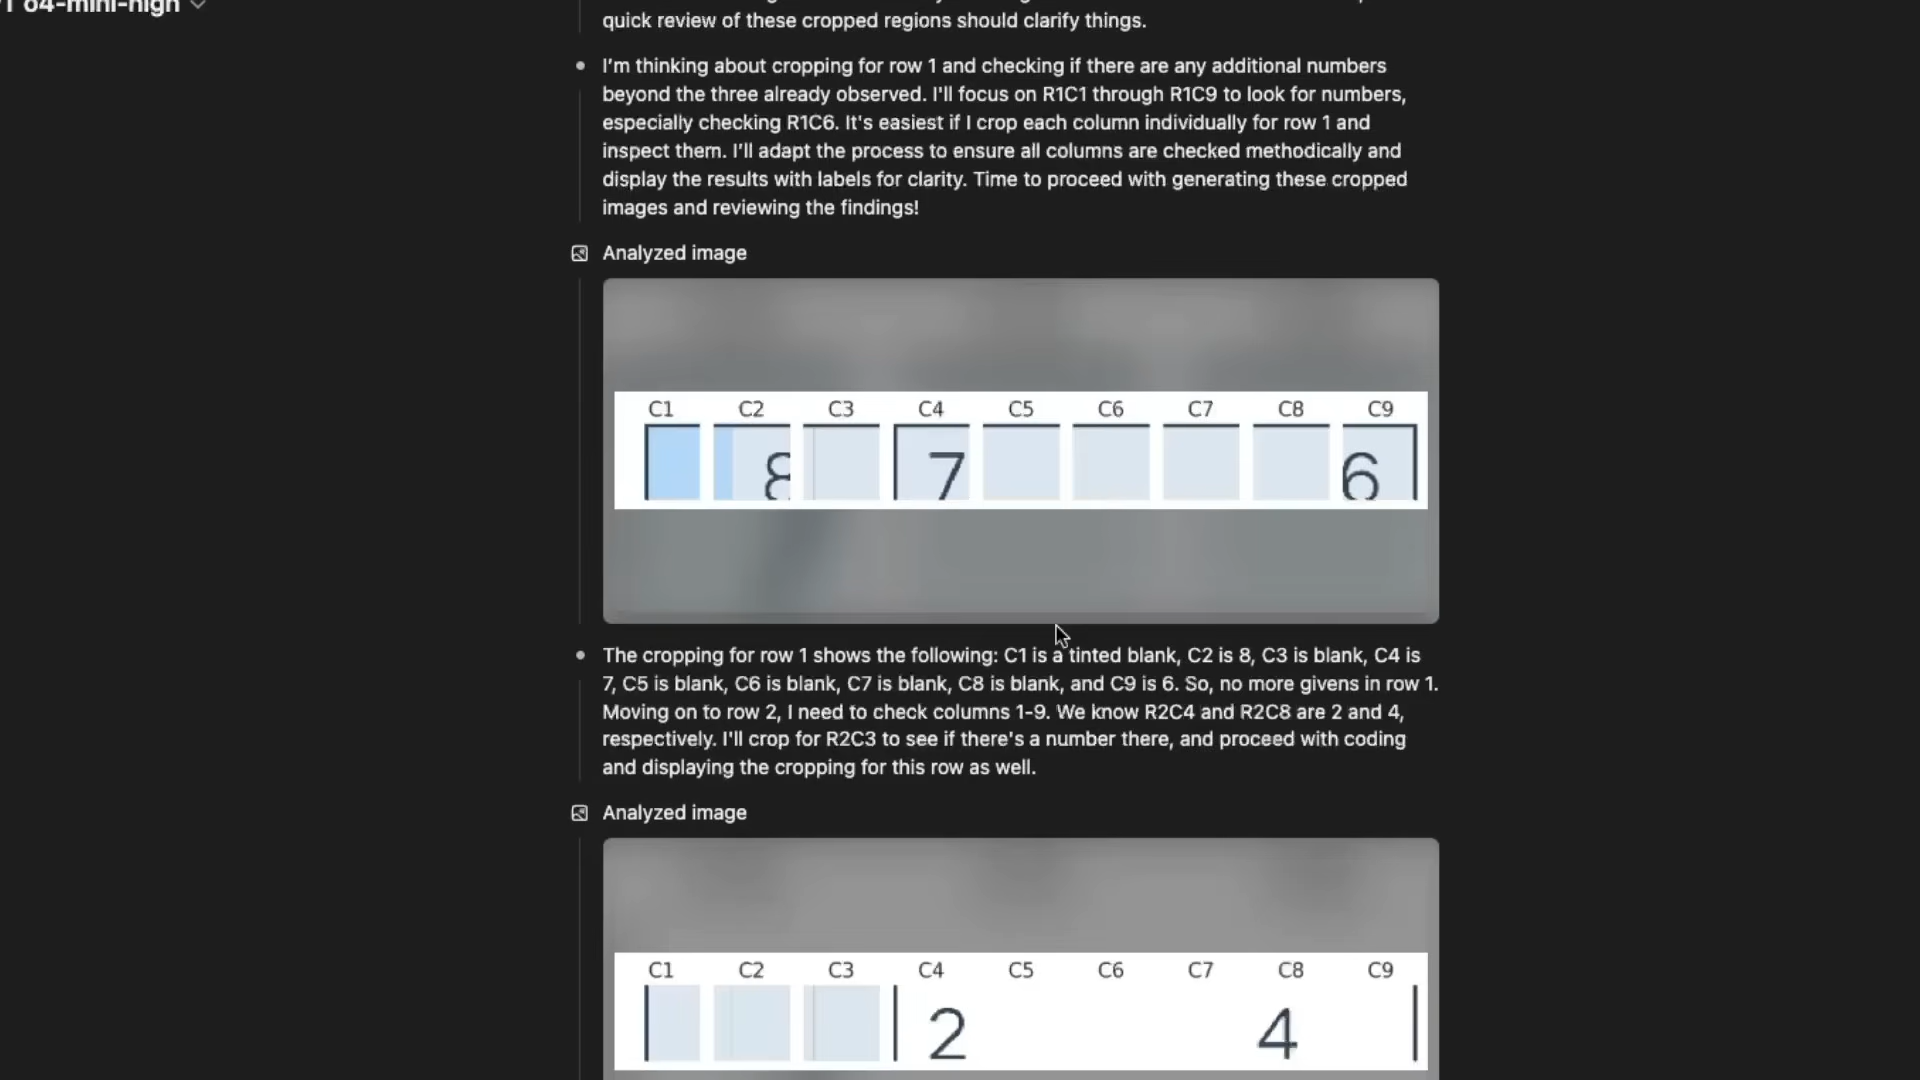 o4-mini-high
quick review of these cropped regions should clarify things.
I'm thinking about cropping for row 1 and checking if there are any additional numbers
beyond the three already observed. I'll focus on R1C1 through R1C9 to look for numbers,
especially checking R1C6. It's easiest if I crop each column individually for row 1 and
inspect them. I'll adapt the process to ensure all columns are checked methodically and
display the results with labels for clarity. Time to proceed with generating these cropped
images and reviewing the findings!
Analyzed image
C1 C2 C3 C4 C5 C6 C7 C8 C9
8 7 6
The cropping for row 1 shows the following: C1 is a tinted blank, C2 is 8, C3 is blank, C4 is
7, C5 is blank, C6 is blank, C7 is blank, C8 is blank, and C9 is 6. So, no more givens in row 1.
Moving on to row 2, I need to check columns 1-9. We know R2C4 and R2C8 are 2 and 4,
respectively. I'll crop for R2C3 to see if there's a number there, and proceed with coding
and displaying the cropping for this row as well.
Analyzed image
C1 C2 C3 C4 C5 C6 C7 C8 C9
2 4